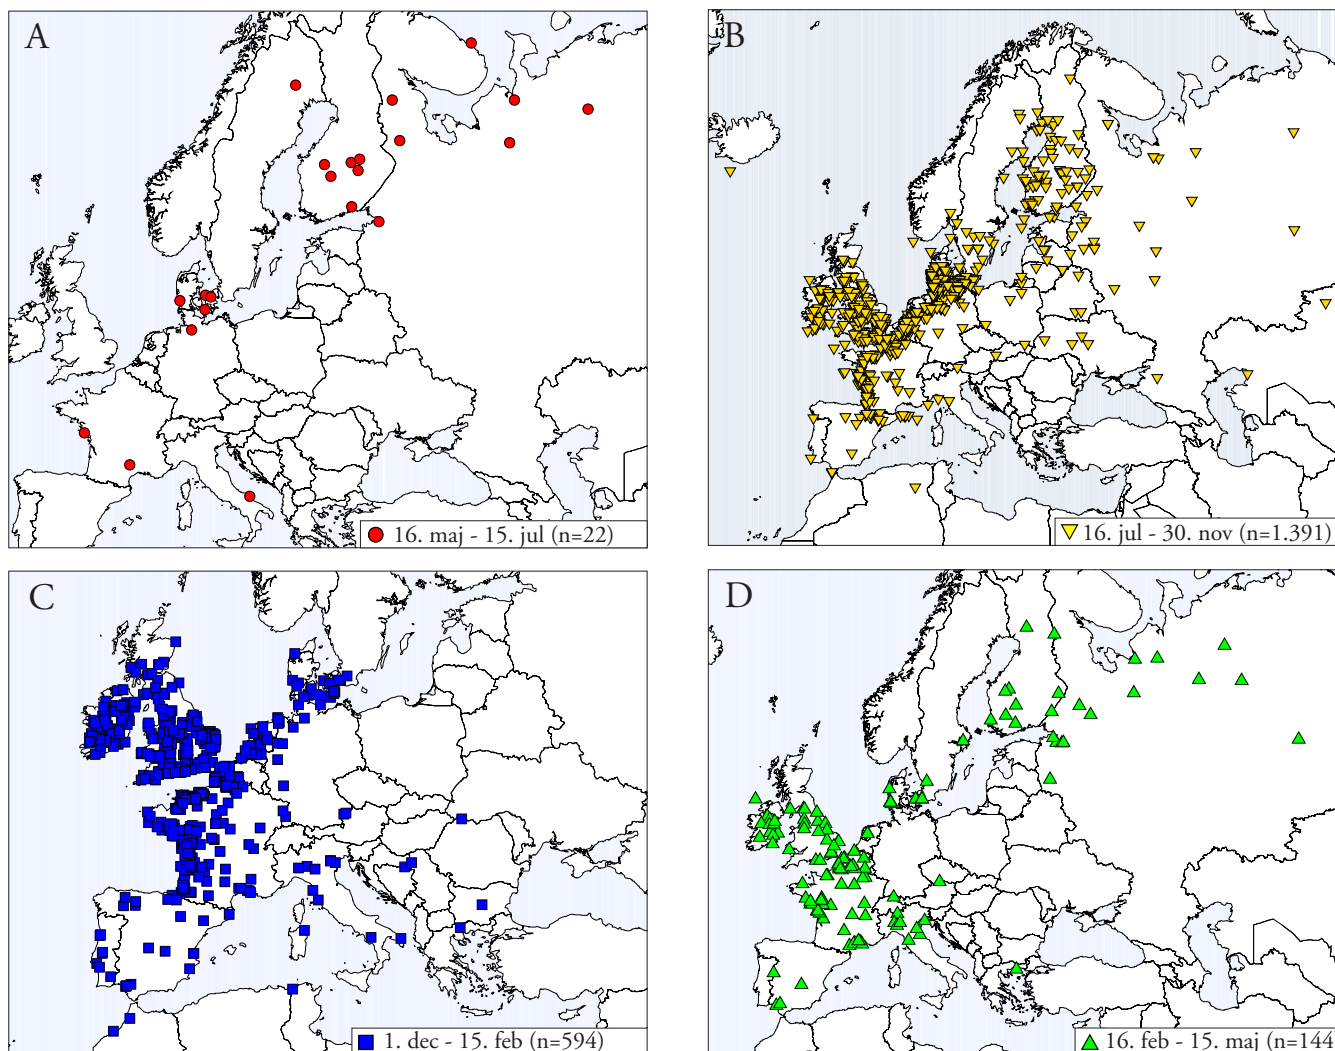 A
16. maj - 15. jul (n=22)
B
16. jul - 30. nov (n=1.391)
C
1. dec - 15. feb (n=594)
D
16. feb - 15. maj (n=144)